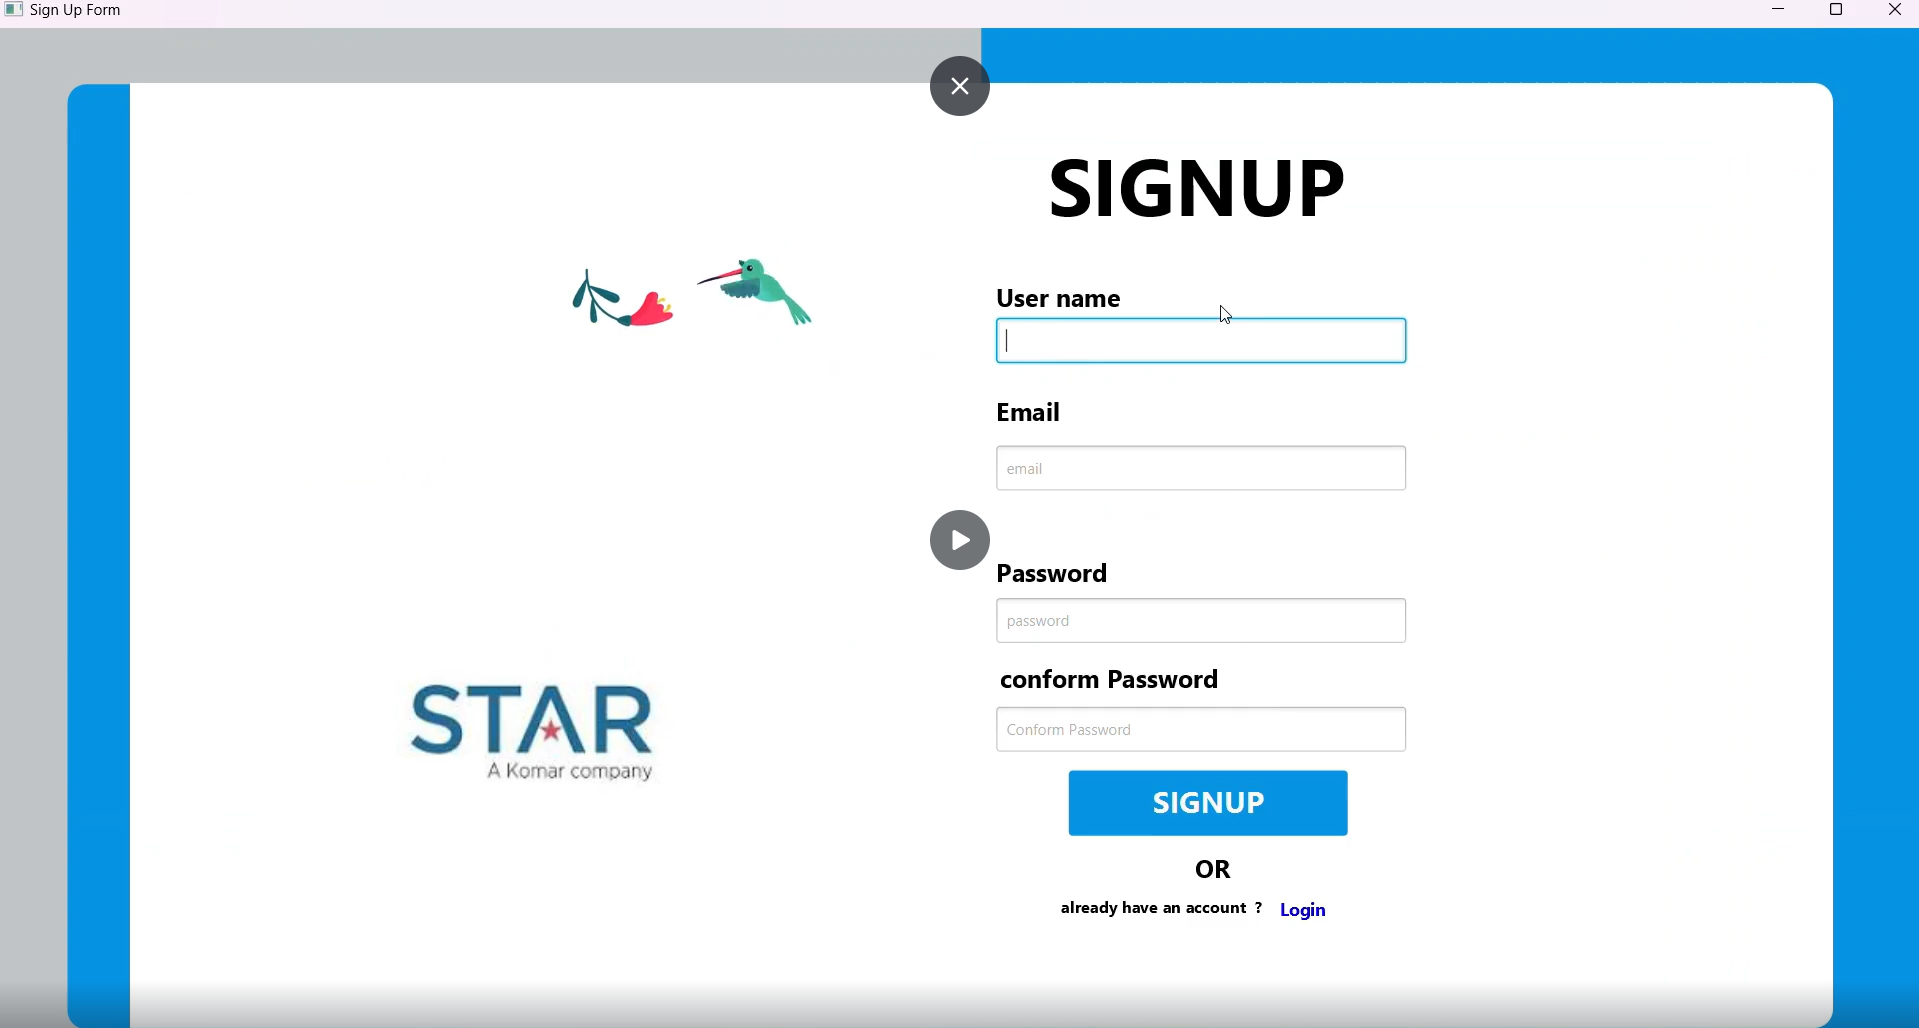 Sign Up Form
SIGNUP
User name
Email
email
Password
password
conform Password
Conform Password
SIGNUP
OR
already have an account ? Login
STAR
A Komar company